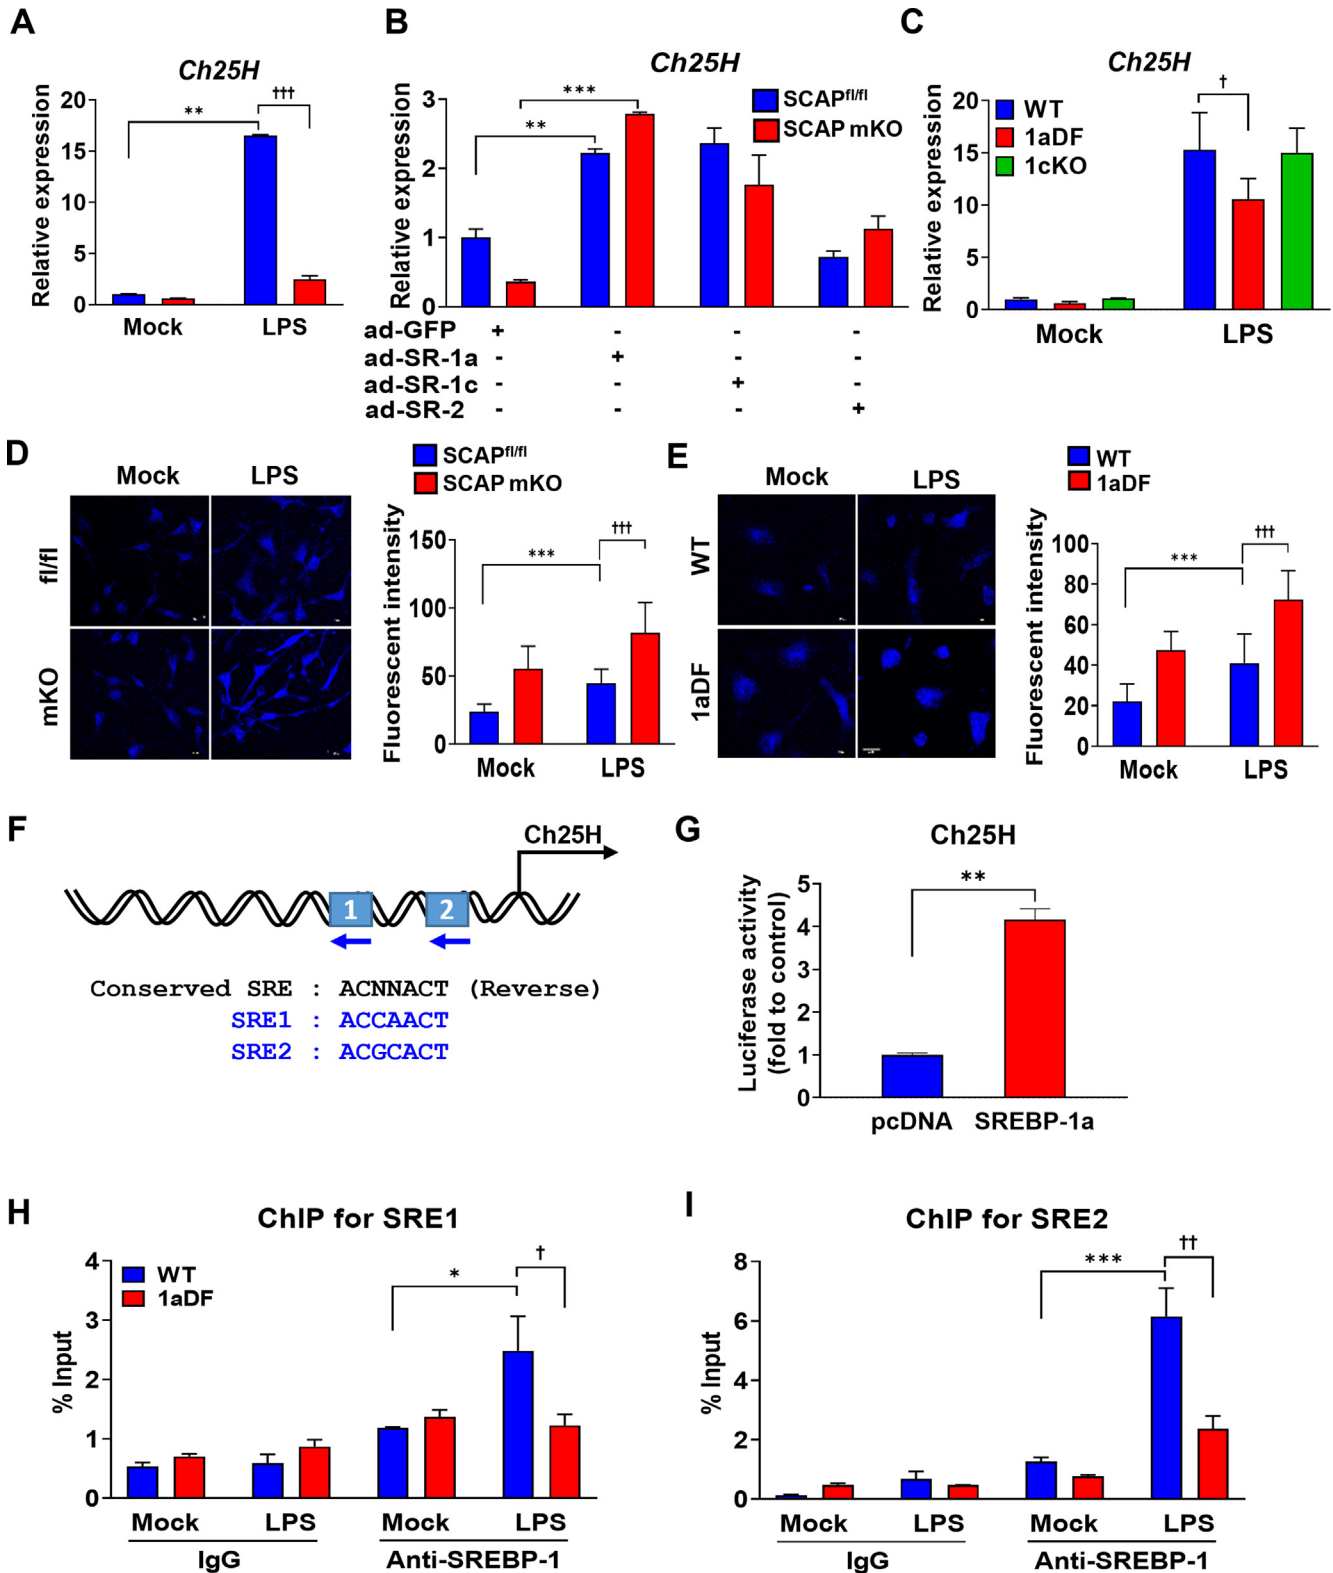 A
Ch25H
Relative expression
20
15
10
5
0
**
†††
Mock
LPS
B
Ch25H
Relative expression
3
2
1
0
**
***
SCAPfl/fl
SCAP mKO
ad-GFP + - - -
ad-SR-1a - + - -
ad-SR-1c - - + -
ad-SR-2 - - - +
C
Ch25H
Relative expression
20
15
10
5
0
WT
1aDF
1cKO
†
Mock
LPS
D
Mock
LPS
fl/fl
mKO
SCAPfl/fl
SCAP mKO
Fluorescent intensity
150
100
50
0
***
†††
Mock
LPS
E
Mock
LPS
WT
1aDF
WT
1aDF
Fluorescent intensity
100
80
60
40
20
0
***
†††
Mock
LPS
F
Ch25H
1
2
Conserved SRE : ACNNACT (Reverse)
SRE1 : ACCAACT
SRE2 : ACGCACT
G
Ch25H
Luciferase activity
(fold to control)
5
4
3
2
1
0
**
pcDNA
SREBP-1a
H
ChIP for SRE1
% Input
4
3
2
1
0
WT
1aDF
*
†
Mock
LPS
Mock
LPS
IgG
Anti-SREBP-1
I
ChIP for SRE2
% Input
8
6
4
2
0
***
††
Mock
LPS
Mock
LPS
IgG
Anti-SREBP-1